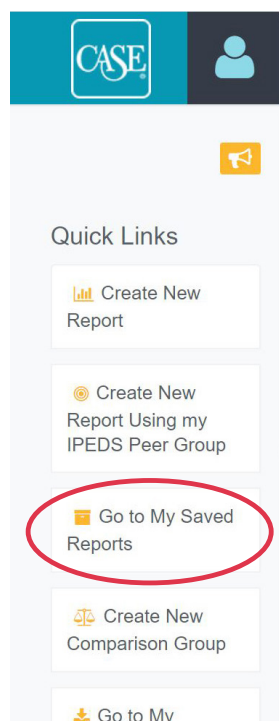 CASE
Quick Links
Create New
Report
Create New
Report Using my
IPEDS Peer Group
Go to My Saved
Reports
Create New
Comparison Group
Go to My